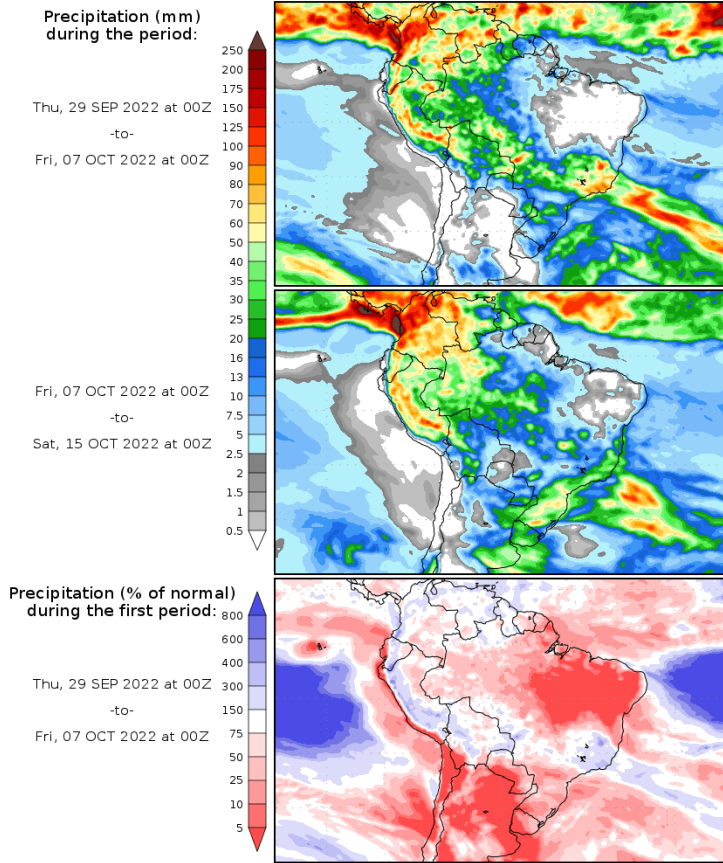 Precipitation (mm)
during the period:
Thu, 29 SEP 2022 at 00Z
-to-
Fri, 07 OCT 2022 at 00Z
Fri, 07 OCT 2022 at 00Z
-to-
Sat, 15 OCT 2022 at 00Z
250
200
175
150
125
100
90
80
70
60
50
40
35
30
25
20
16
13
10
7.5
5
2.5
2
1.5
1
0.5
Precipitation (% of normal)
during the first period:
Thu, 29 SEP 2022 at 00Z
-to-
Fri, 07 OCT 2022 at 00Z
800
600
400
300
150
75
50
25
10
5